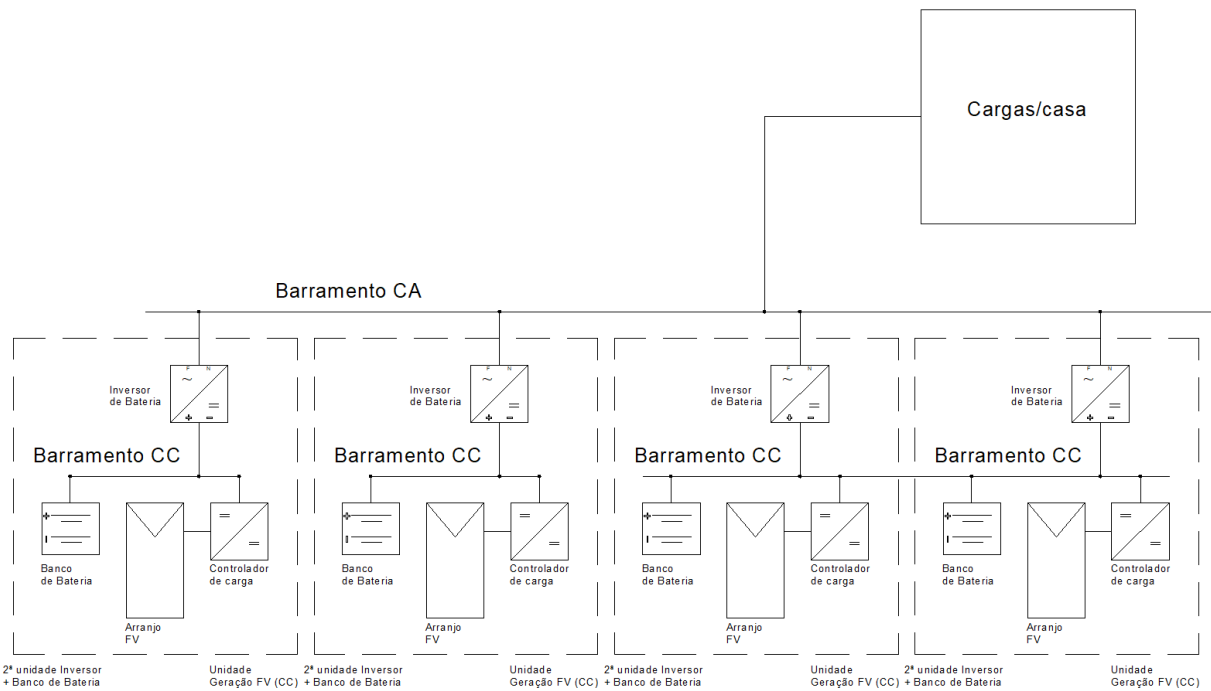 Cargas/casa
Barramento CA
F N
F N
F N
F N
Inversor
de Bateria
Inversor
de Bateria
Inversor
de Bateria
Inversor
de Bateria
Barramento CC
Barramento CC
Barramento CC
Barramento CC
Banco
de Bateria
Controlador
de carga
Banco
de Bateria
Controlador
de carga
Banco
de Bateria
Controlador
de carga
Banco
de Bateria
Controlador
de carga
Arranjo
FV
Arranjo
FV
Arranjo
FV
Arranjo
FV
2ª unidade Inversor
+ Banco de Bateria
Unidade
Geração FV (CC)
2ª unidade Inversor
+ Banco de Bateria
Unidade
Geração FV (CC)
2ª unidade Inversor
+ Banco de Bateria
Unidade
Geração FV (CC)
2ª unidade Inversor
+ Banco de Bateria
Unidade
Geração FV (CC)